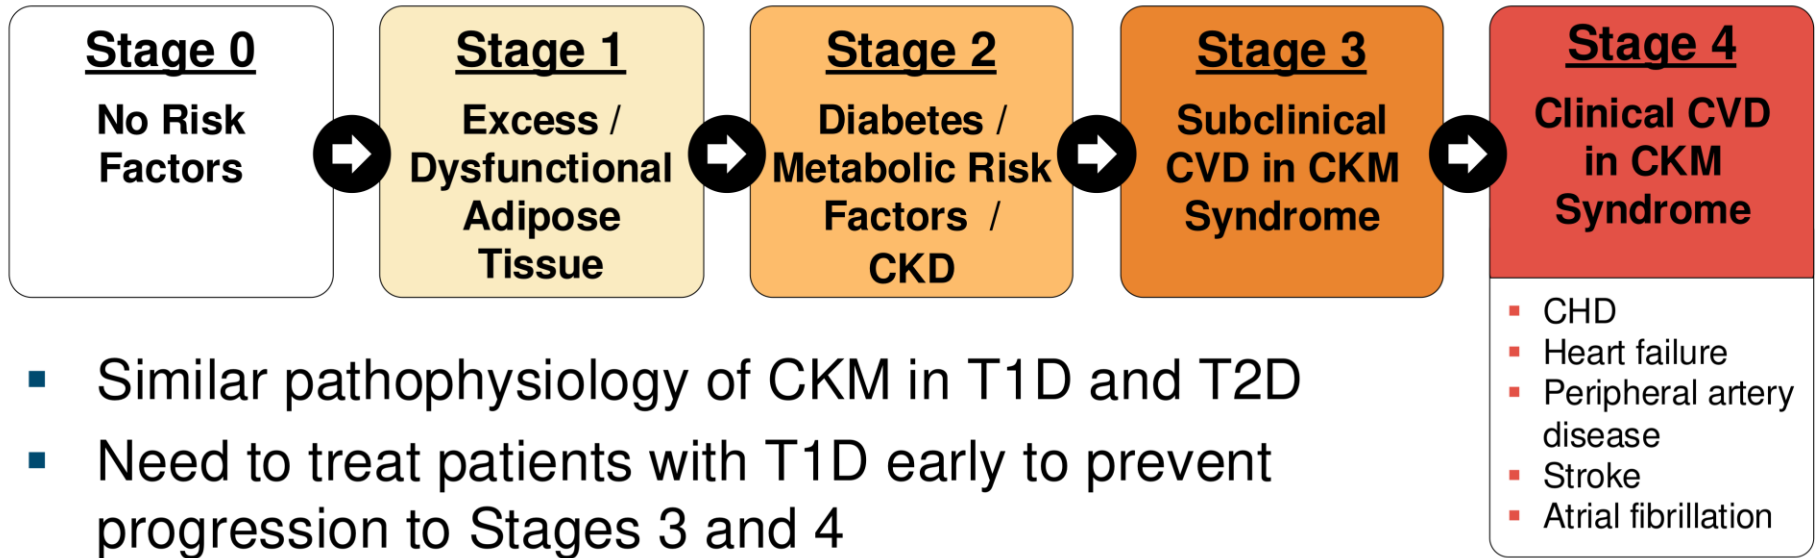 Stage 0
No Risk
Factors
Stage 1
Excess /
Dysfunctional
Adipose
Tissue
Stage 2
Diabetes /
Metabolic Risk
Factors /
CKD
Stage 3
Subclinical
CVD in CKM
Syndrome
Stage 4
Clinical CVD
in CKM
Syndrome
▪ CHD
▪ Heart failure
▪ Peripheral artery
disease
▪ Stroke
▪ Atrial fibrillation
▪ Similar pathophysiology of CKM in T1D and T2D
▪ Need to treat patients with T1D early to prevent
progression to Stages 3 and 4